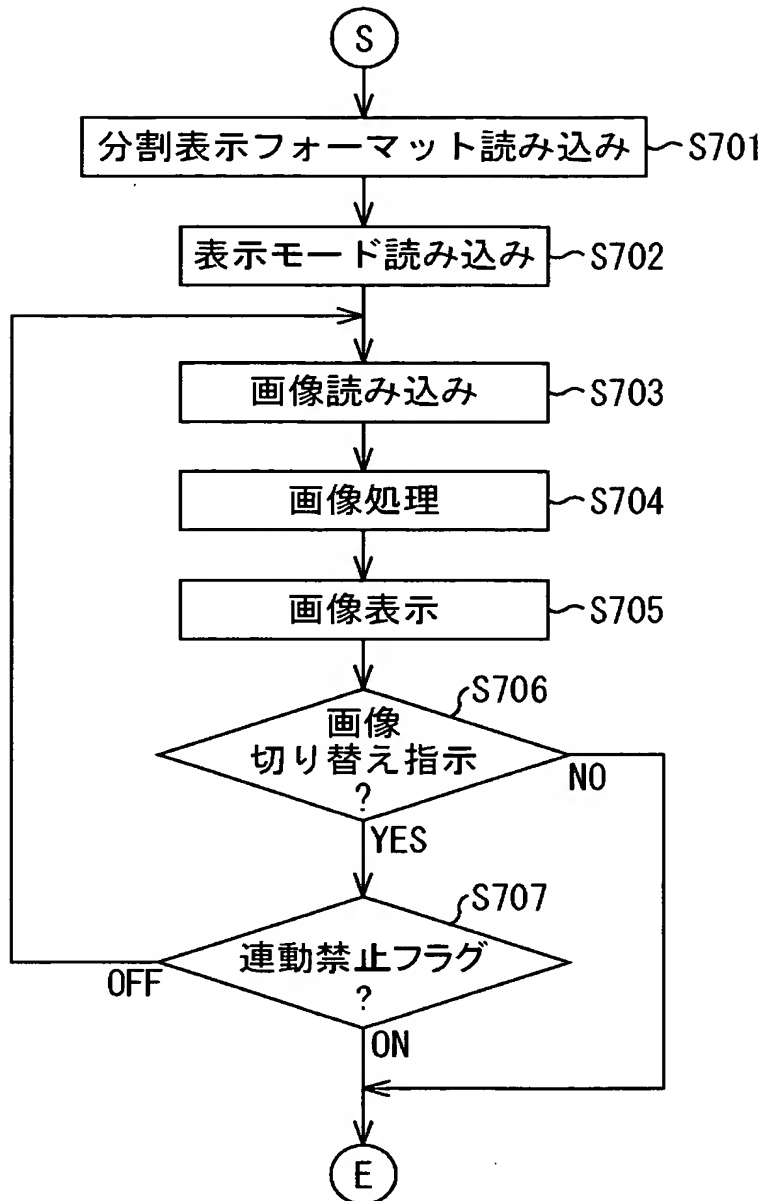 S
分割表示フォーマット読み込み
S701
表示モード読み込み
S702
画像読み込み
S703
画像処理
S704
画像表示
S705
S706
画像
切り替え指示
?
NO
YES
S707
連動禁止フラグ
?
OFF
ON
E